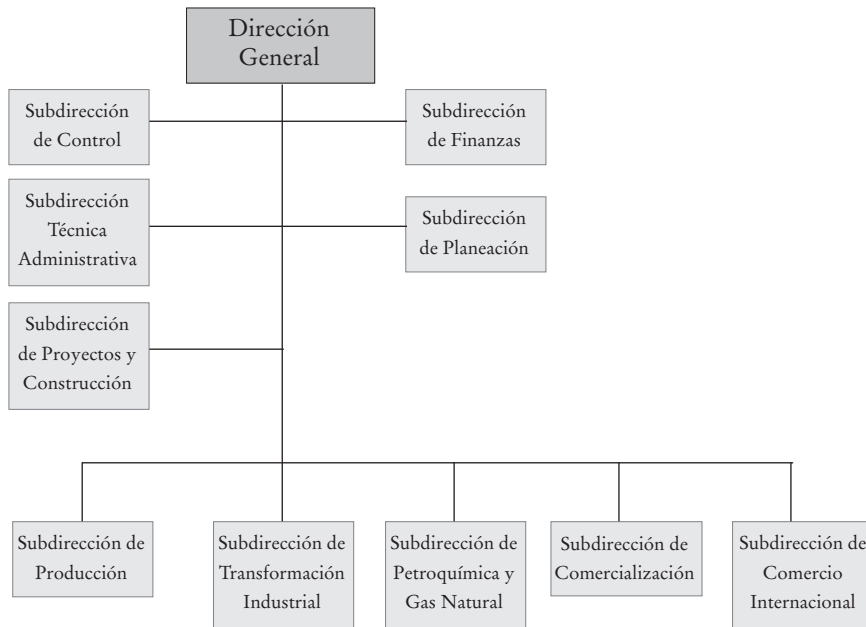 Dirección
General
Subdirección
de Control
Subdirección
de Finanzas
Subdirección
Técnica
Administrativa
Subdirección
de Planeación
Subdirección
de Proyectos y
Construcción
Subdirección de
Producción
Subdirección de
Transformación
Industrial
Subdirección de
Petroquímica y
Gas Natural
Subdirección de
Comercialización
Subdirección de
Comercio
Internacional